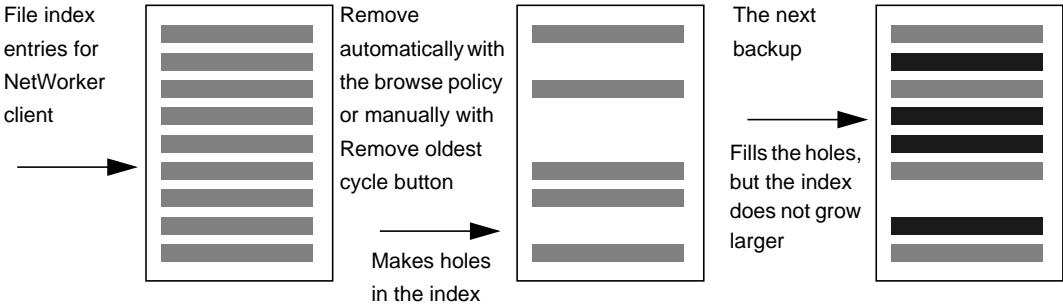 File index
entries for
NetWorker
client
Remove
automatically with
the browse policy
or manually with
Remove oldest
cycle button
Makes holes
in the index
The next
backup
Fills the holes,
but the index
does not grow
larger